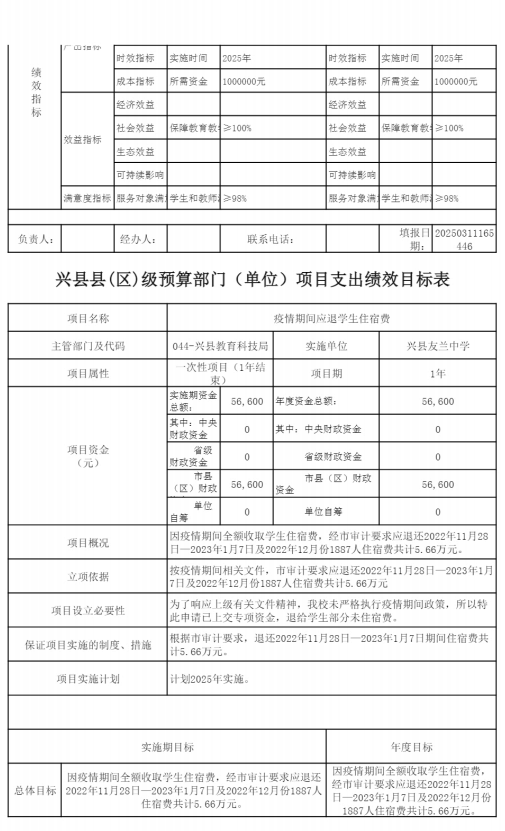 产出指标
绩效指标
时效指标 实施时间 2025年 时效指标 实施时间 2025年
成本指标 所需资金 1000000元 成本指标 所需资金 1000000元
效益指标
经济效益 经济效益
社会效益 保障教育教 ≥100% 社会效益 保障教育教 ≥100%
生态效益 生态效益
可持续影响 可持续影响
满意度指标 服务对象满 学生和教师 ≥98% 服务对象满 学生和教师 ≥98%
负责人: 经办人: 联系电话: 填报日期: 20250311165446
兴县县(区)级预算部门（单位）项目支出绩效目标表
项目名称 疫情期间应退学生住宿费
主管部门及代码 044-兴县教育科技局 实施单位 兴县友兰中学
项目属性 一次性项目（1年结束） 项目期 1年
项目资金（元）
实施期资金总额: 56,600 年度资金总额: 56,600
其中: 中央财政资金 0 其中: 中央财政资金 0
省级财政资金 0 省级财政资金 0
市县（区）财政 56,600 市县（区）财政资金 56,600
单位自筹 0 单位自筹 0
项目概况 因疫情期间全额收取学生住宿费，经市审计要求应退还2022年11月28
日—2023年1月7日及2022年12月份1887人住宿费共计5.66万元。
立项依据 按疫情期间相关文件，市审计要求应退还2022年11月28日—2023年1月
7日及2022年12月份1887人住宿费共计5.66万元
项目设立必要性 为了响应上级有关文件精神，我校未严格执行疫情期间政策，所以特
此申请已上交专项资金，退给学生部分未住宿费。
保证项目实施的制度、措施 根据市审计要求，退还2022年11月28日—2023年1月7日期间住宿费共
计5.66万元。
项目实施计划 计划2025年实施。
实施期目标 年度目标
总体目标
因疫情期间全额收取学生住宿费，经市审计要求应退还
2022年11月28日—2023年1月7日及2022年12月份1887人
住宿费共计5.66万元。
因疫情期间全额收取学生住宿费，经
市审计要求应退还2022年11月28
日—2023年1月7日及2022年12月份
1887人住宿费共计5.66万元。